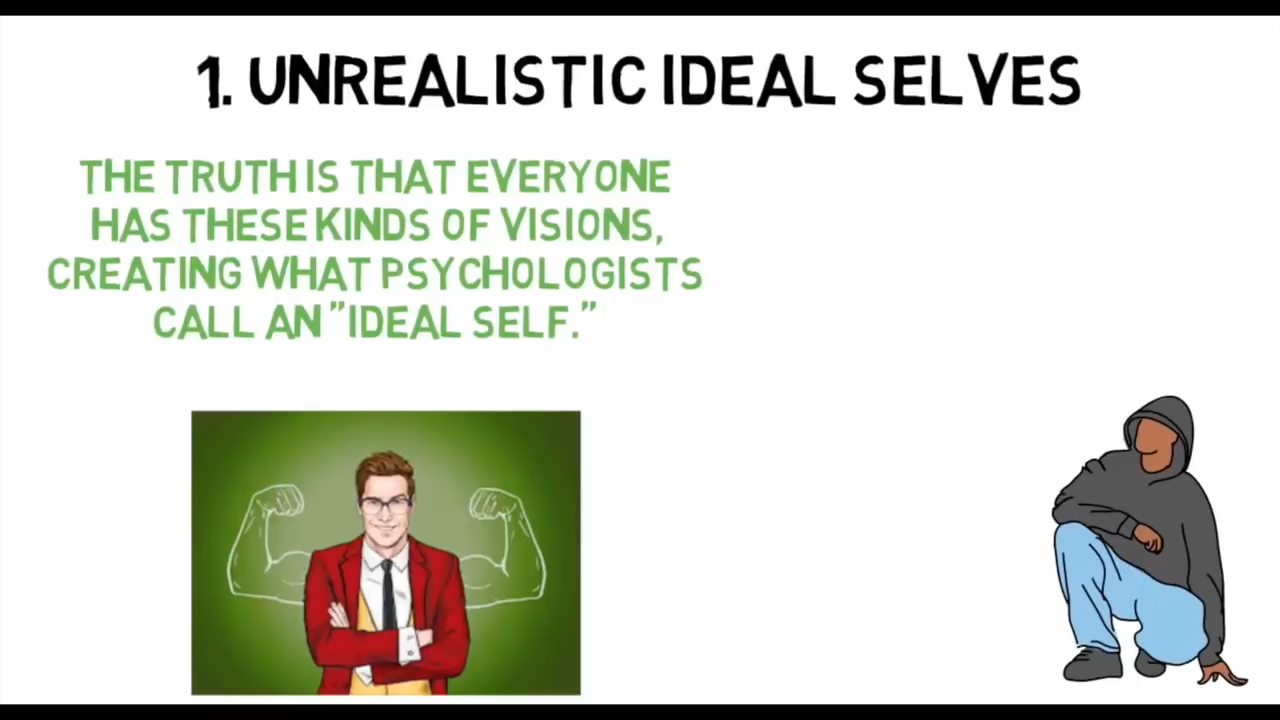 1. UNREALISTIC IDEAL SELVES
THE TRUTH IS THAT EVERYONE
HAS THESE KINDS OF VISIONS,
CREATING WHAT PSYCHOLOGISTS
CALL AN "IDEAL SELF."